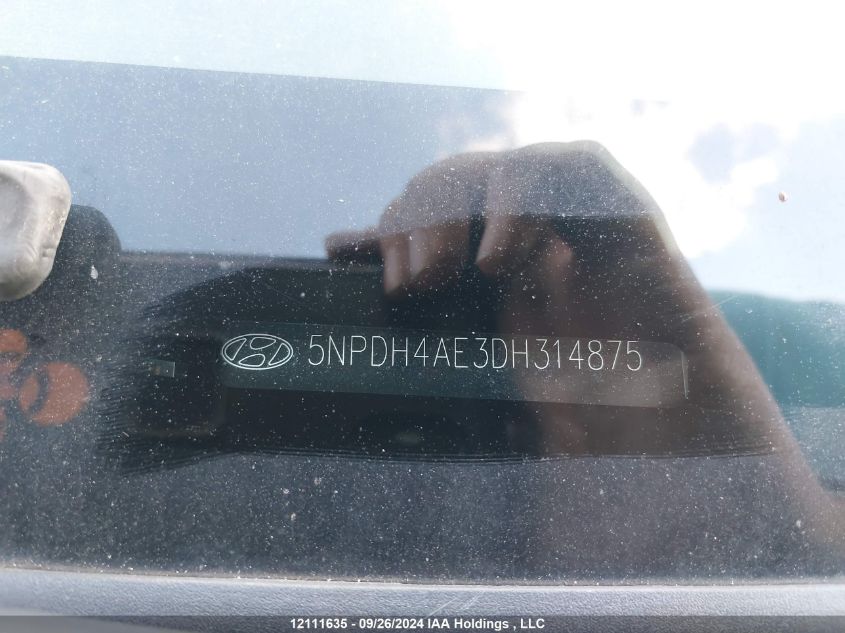 5NPDH4AE3DH314875
12111635 - 09/26/2024 IAA Holdings , LLC